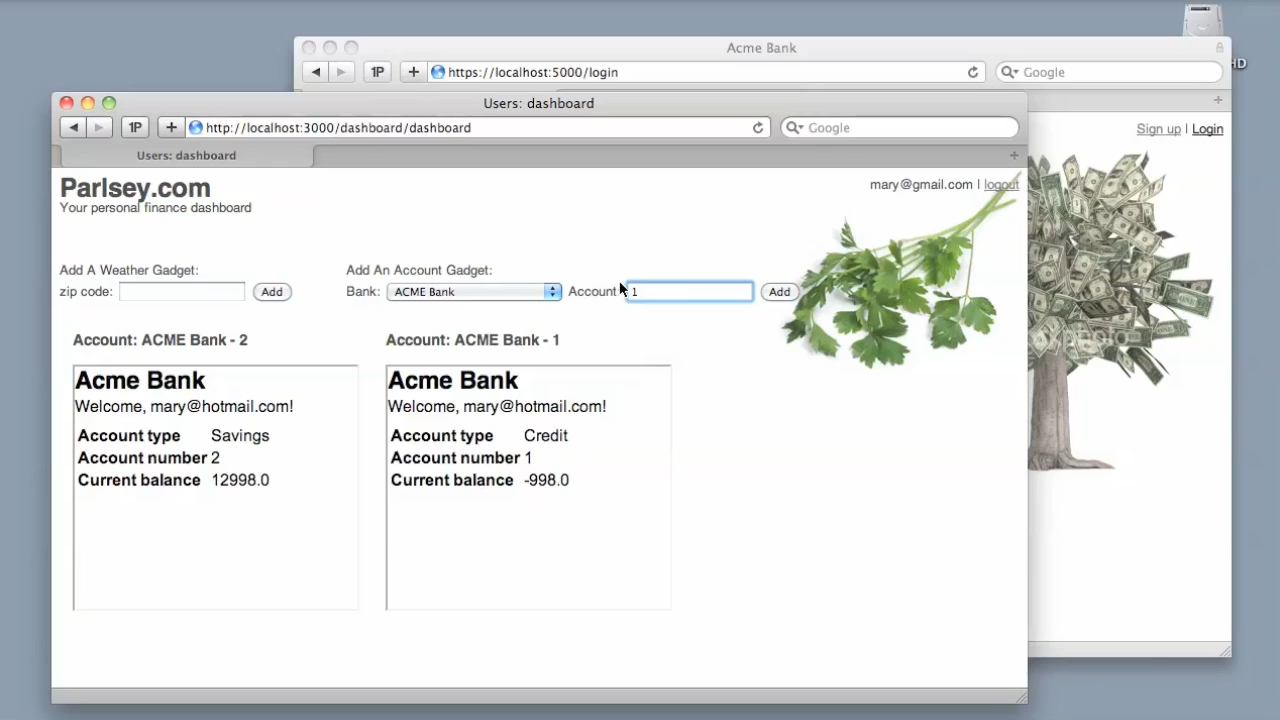 HD
Acme Bank
1P
https://localhost:5000/login
Google
Sign up | Login
Users: dashboard
1P
http://localhost:3000/dashboard/dashboard
Google
Users: dashboard
Parlsey.com
Your personal finance dashboard
mary@gmail.com | logout
Add A Weather Gadget:
zip code:
Add
Add An Account Gadget:
Bank:
ACME Bank
Account
1
Add
Account: ACME Bank - 2
Acme Bank
Welcome, mary@hotmail.com!
Account type Savings
Account number 2
Current balance 12998.0
Account: ACME Bank - 1
Acme Bank
Welcome, mary@hotmail.com!
Account type Credit
Account number 1
Current balance -998.0